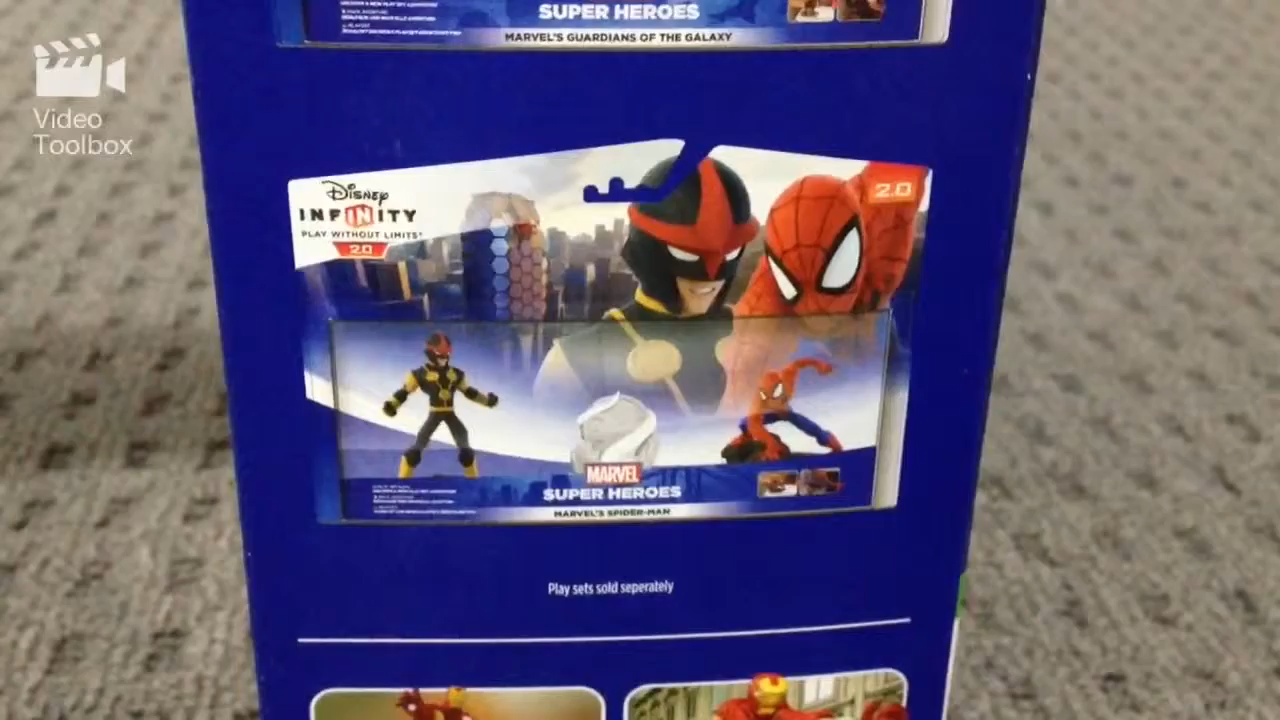 SUPER HEROES
MARVEL'S GUARDIANS OF THE GALAXY
Video
Toolbox
Disney
INFINITY
PLAY WITHOUT LIMITS
2.0
2.0
MARVEL
SUPER HEROES
MARVEL'S SPIDER-MAN
Play sets sold seperately